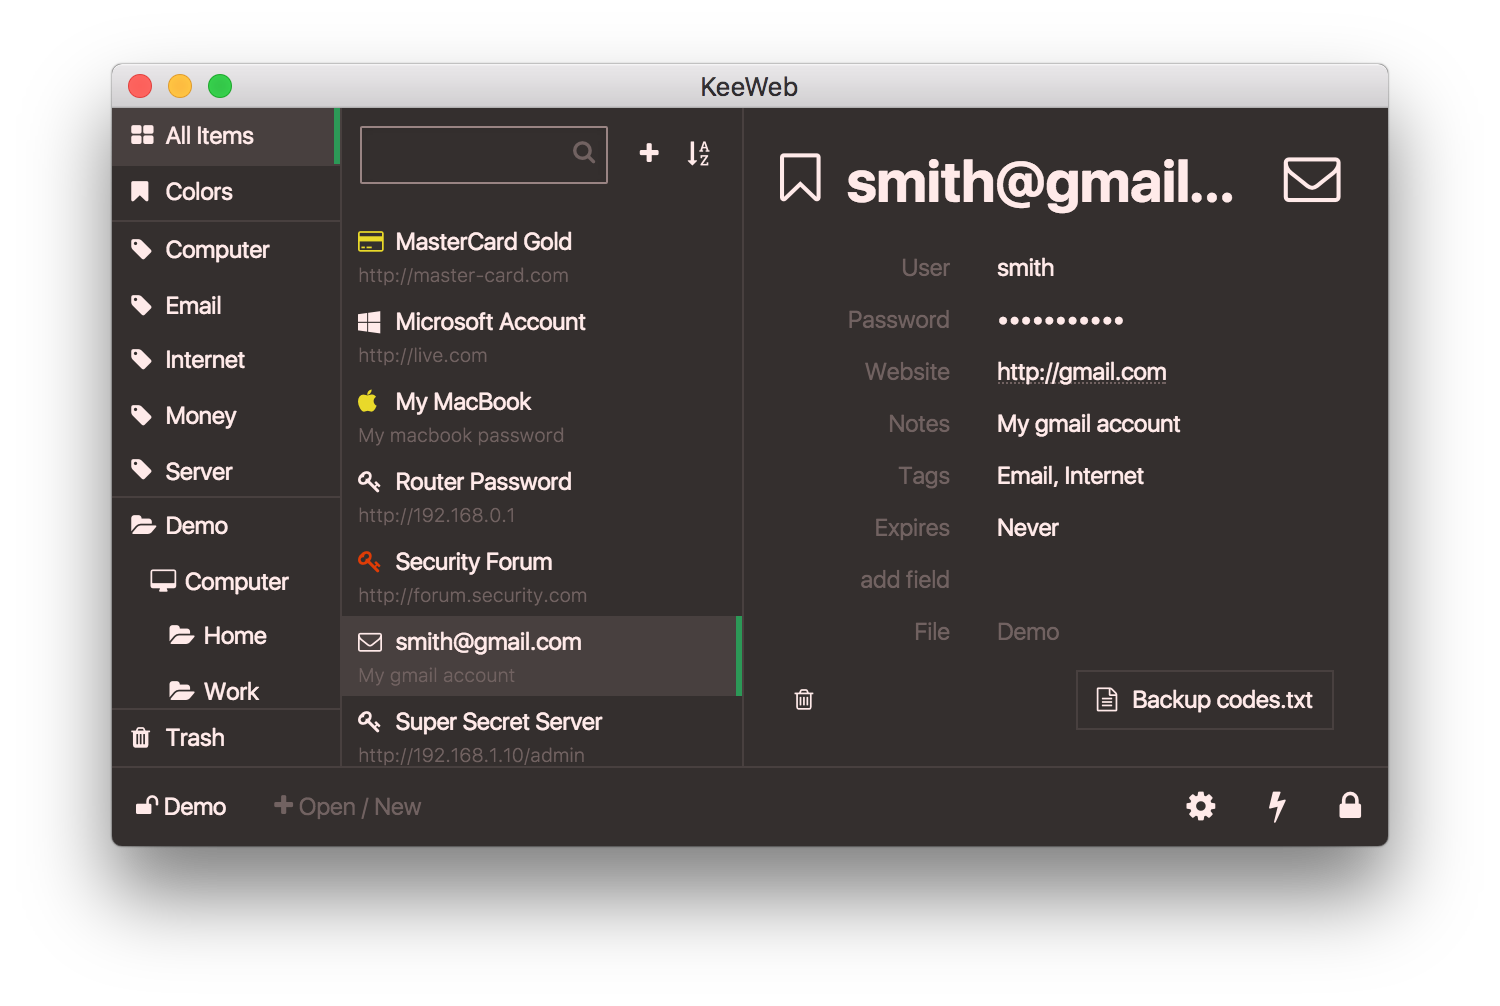 KeeWeb
All Items
Colors
Computer
Email
Internet
Money
Server
Demo
Computer
Home
Work
Trash
MasterCard Gold
http://master-card.com
Microsoft Account
http://live.com
My MacBook
My macbook password
Router Password
http://192.168.0.1
Security Forum
http://forum.security.com
smith@gmail.com
My gmail account
Super Secret Server
http://192.168.1.10/admin
smith@gmail...
User smith
Password •••••••••••
Website http://gmail.com
Notes My gmail account
Tags Email, Internet
Expires Never
add field
File Demo
Backup codes.txt
Demo
Open / New